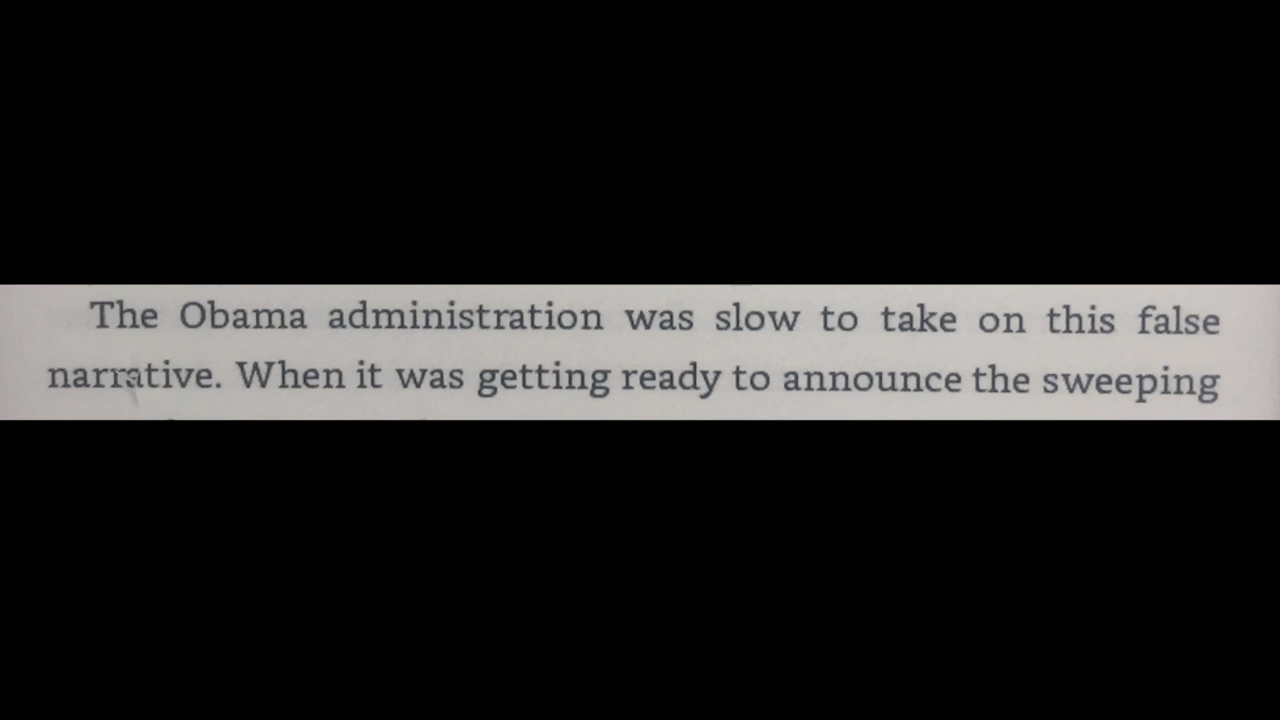 The Obama administration was slow to take on this false
narrative. When it was getting ready to announce the sweeping